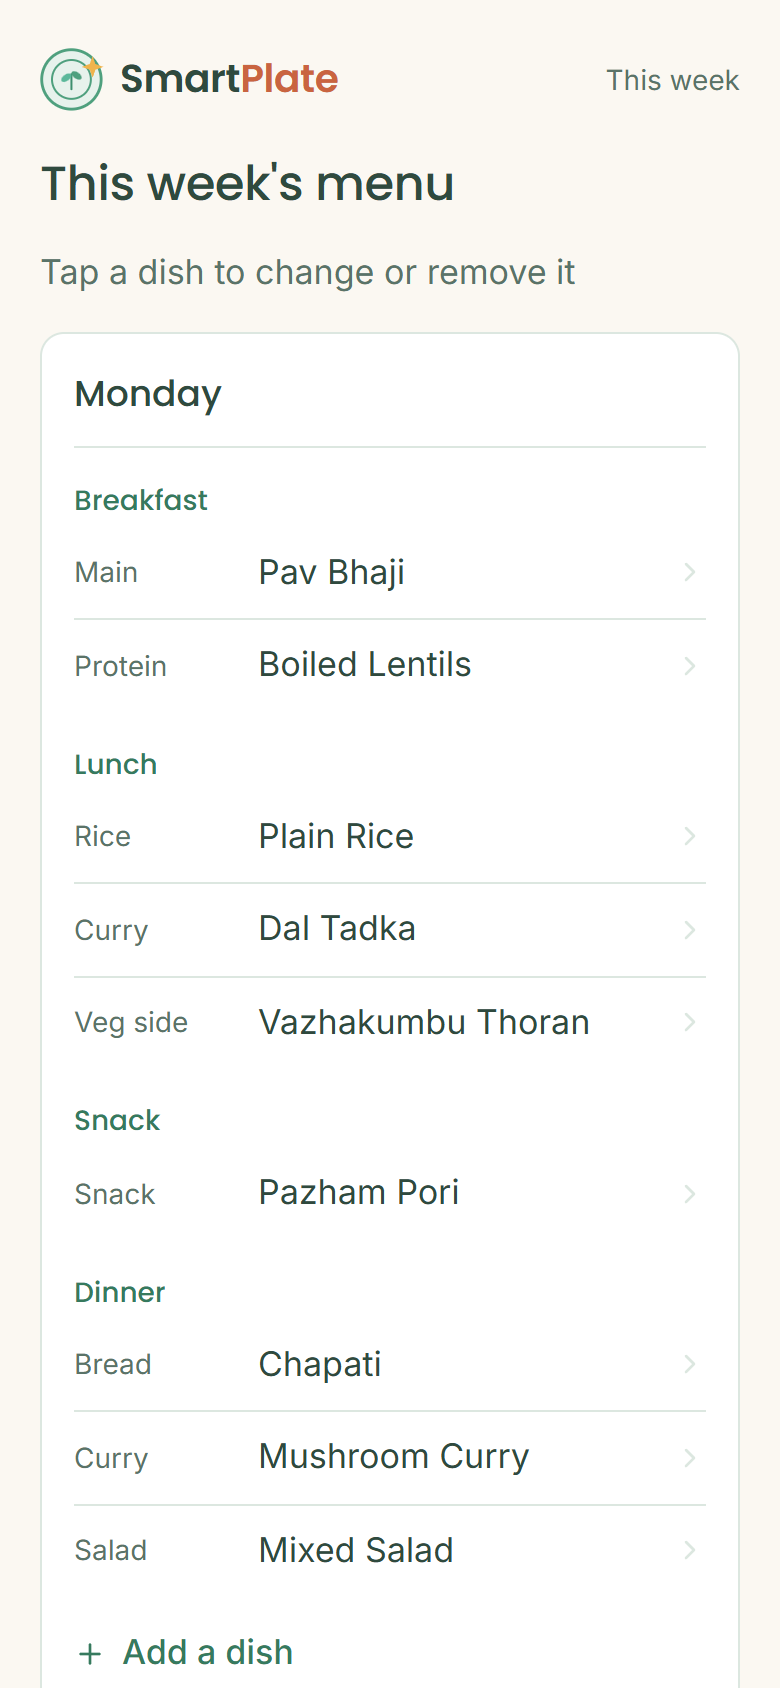 SmartPlate
This week
This week's menu
Tap a dish to change or remove it
Monday
Breakfast
Main Pav Bhaji
Protein Boiled Lentils
Lunch
Rice Plain Rice
Curry Dal Tadka
Veg side Vazhakumbu Thoran
Snack
Snack Pazham Pori
Dinner
Bread Chapati
Curry Mushroom Curry
Salad Mixed Salad
+ Add a dish